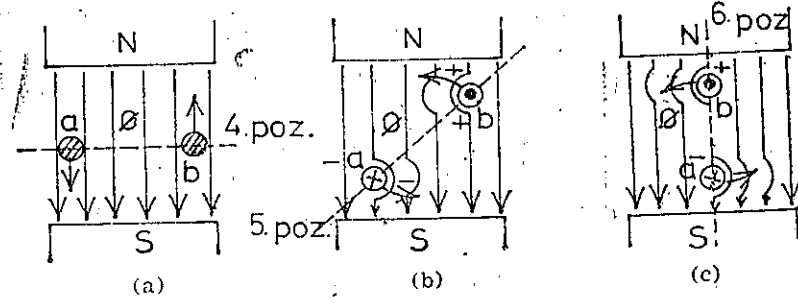 N
a
Ø
b
4.poz.
S
(a)
N
+ +
Ø
+
b
- a
-
+
5.poz.
S
(b)
6.poz
N
+
b
Ø
a -
S
(c)